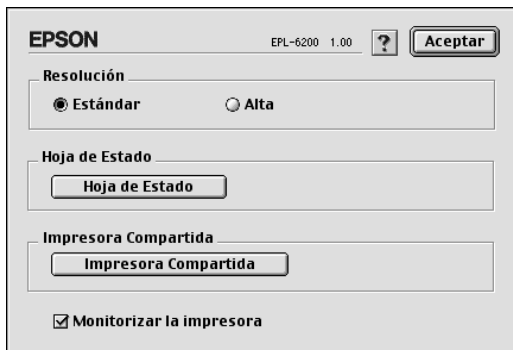 EPSON EPL-6200 1.00 ? Aceptar
Resolución
Estándar Alta
Hoja de Estado
Hoja de Estado
Impresora Compartida
Impresora Compartida
Monitorizar la impresora